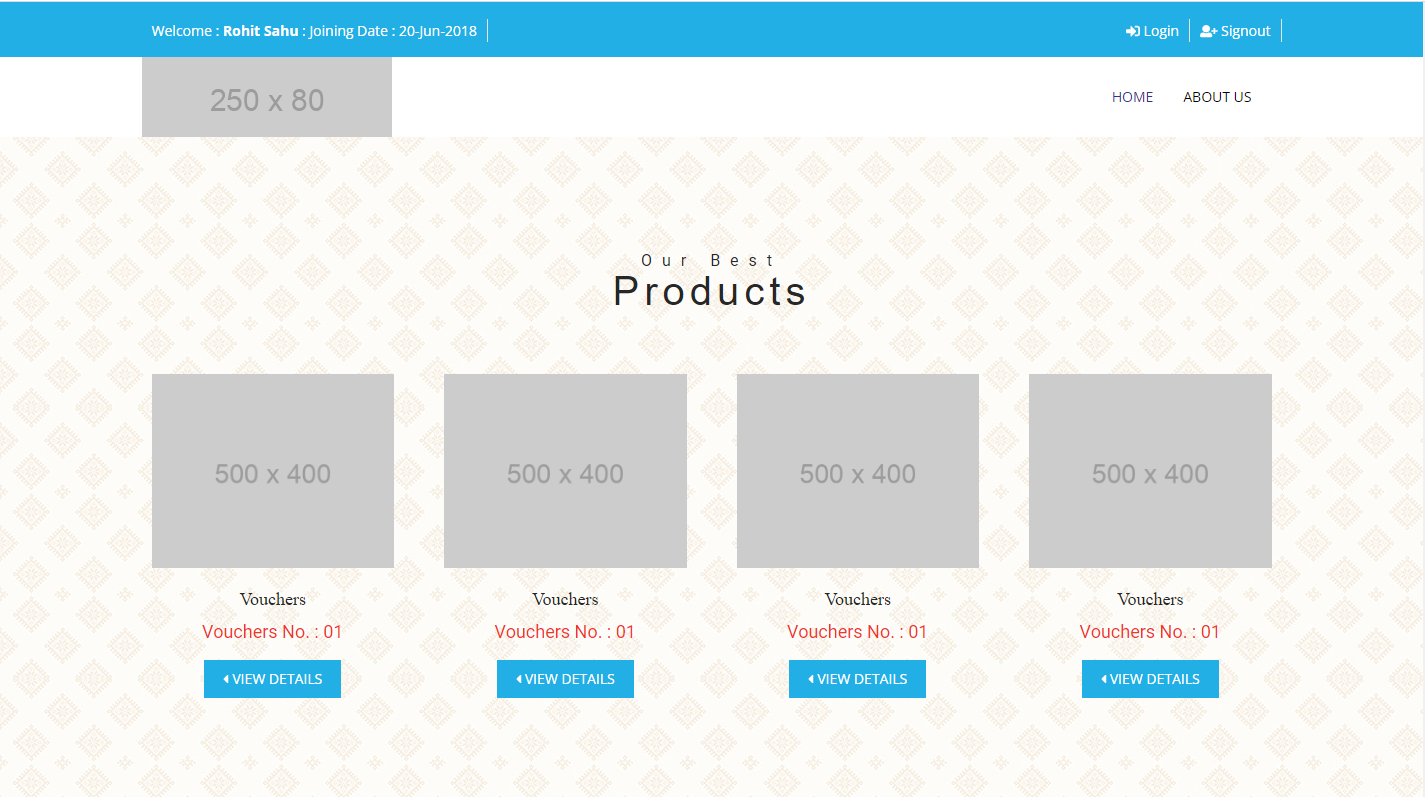 Welcome : Rohit Sahu : Joining Date : 20-Jun-2018
Login
Signout
250 x 80
HOME
ABOUT US
Our Best
Products
500 x 400
500 x 400
500 x 400
500 x 400
Vouchers
Vouchers
Vouchers
Vouchers
Vouchers No. : 01
Vouchers No. : 01
Vouchers No. : 01
Vouchers No. : 01
VIEW DETAILS
VIEW DETAILS
VIEW DETAILS
VIEW DETAILS